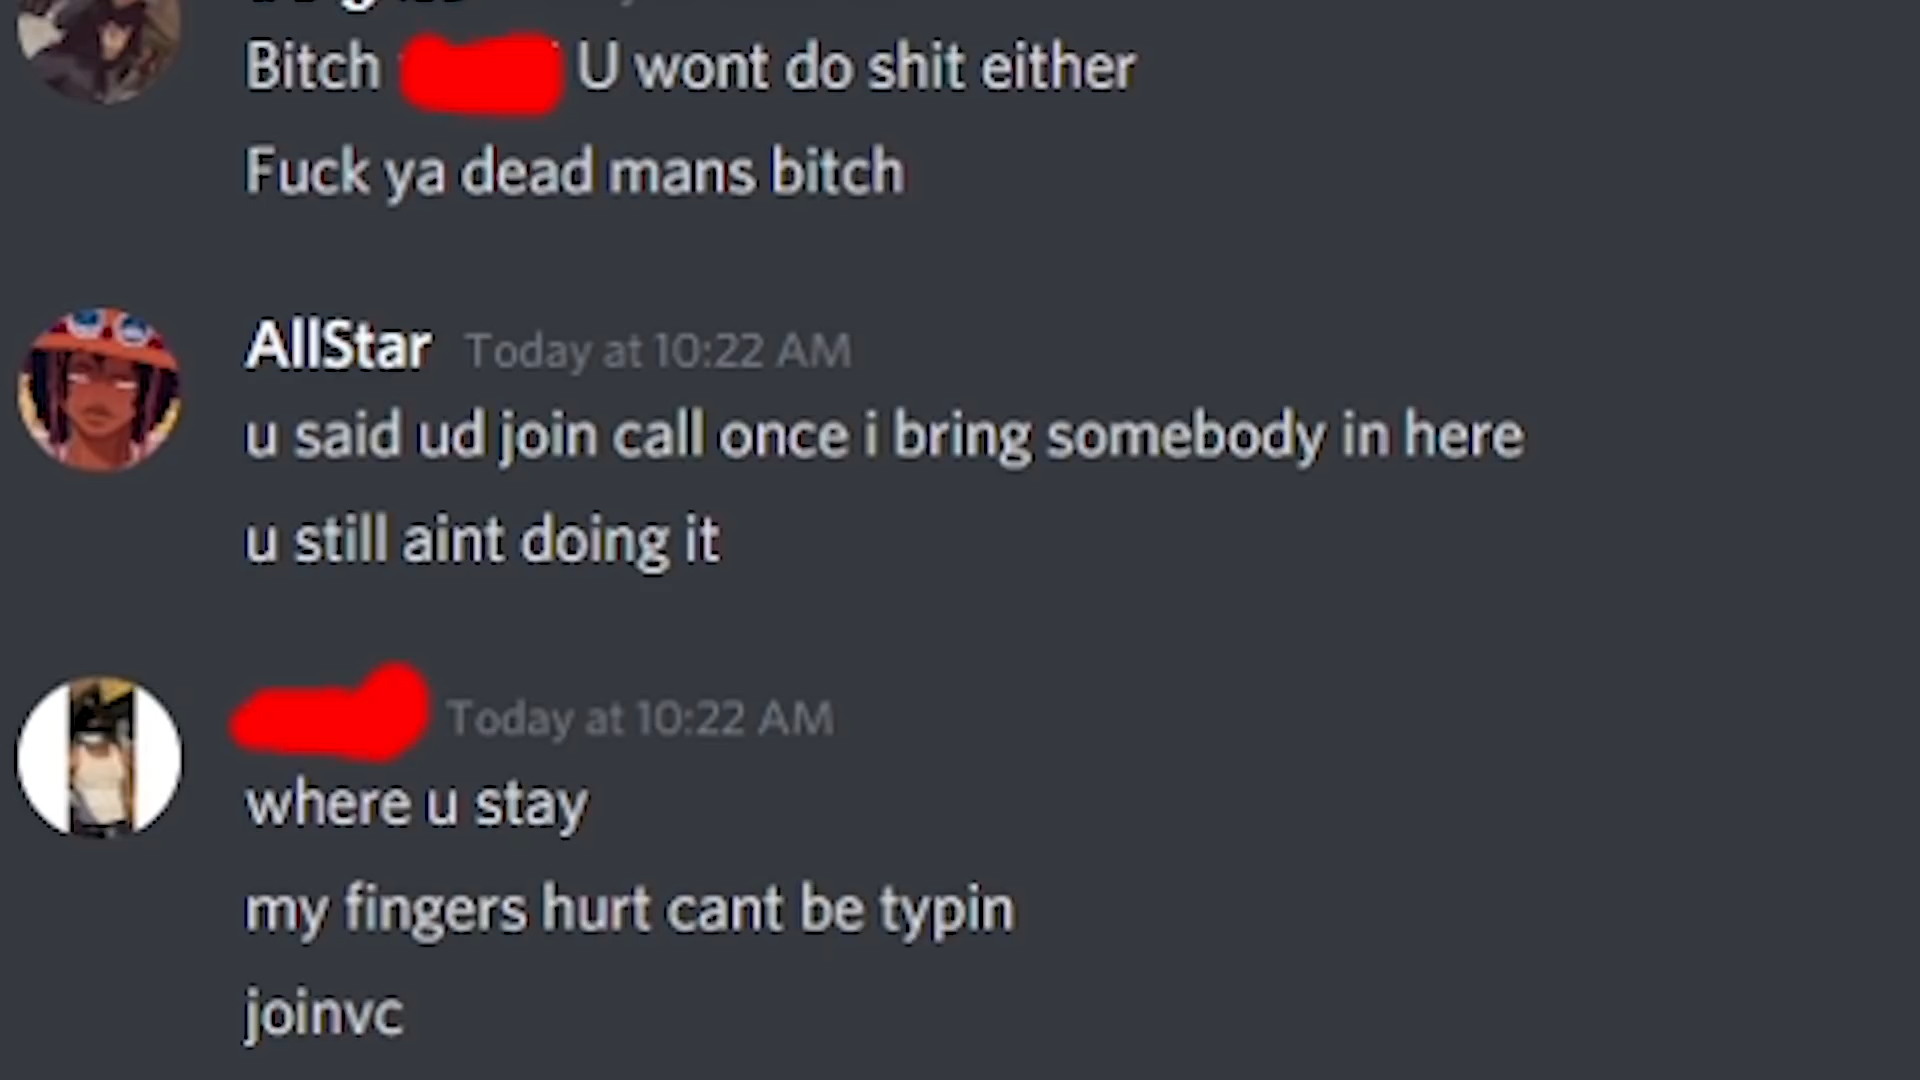 Bitch U wont do shit either
Fuck ya dead mans bitch
AllStar Today at 10:22 AM
u said ud join call once i bring somebody in here
u still aint doing it
Today at 10:22 AM
where u stay
my fingers hurt cant be typin
joinvc